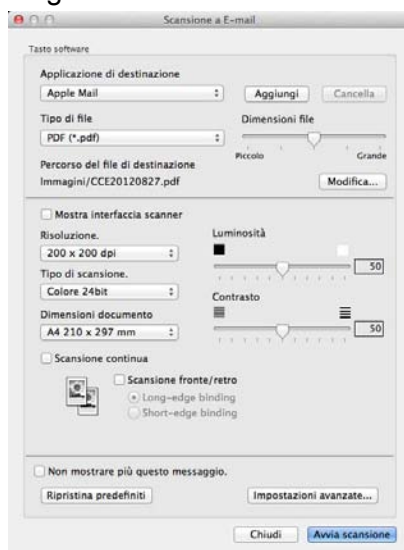 Scansione a E-mail
Tasto software
Applicazione di destinazione
Apple Mail
Aggiungi
Cancella
Tipo di file
Dimensioni file
PDF (*.pdf)
Piccolo
Grande
Percorso del file di destinazione
Immagini/CCE20120827.pdf
Modifica...
Mostra interfaccia scanner
Risoluzione.
Luminosità
200 x 200 dpi
50
Tipo di scansione.
Colore 24bit
Contrasto
Dimensioni documento
A4 210 x 297 mm
50
Scansione continua
Scansione fronte/retro
Long-edge binding
Short-edge binding
Non mostrare più questo messaggio.
Ripristina predefiniti
Impostazioni avanzate...
Chiudi
Avvia scansione